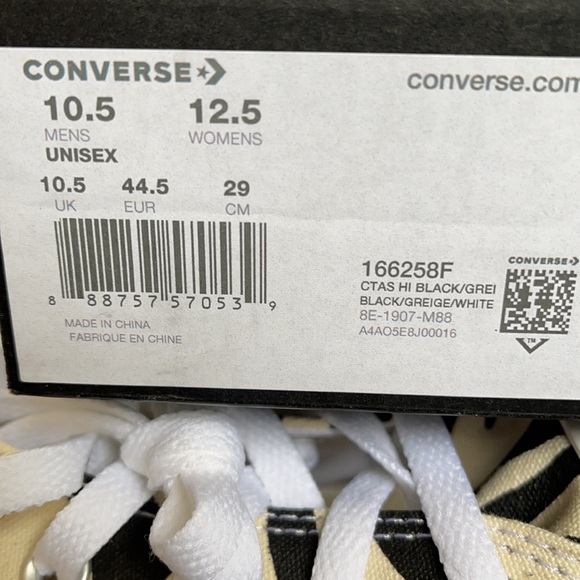 CONVERSE
converse.com
10.5 12.5
MENS WOMENS
UNISEX
10.5 44.5 29
UK EUR CM
8 88757 57053 9
MADE IN CHINA
FABRIQUE EN CHINE
166258F
CTAS HI BLACK/GREI
BLACK/GREIGE/WHITE
8E-1907-M88
A4AO5E8J00016
CONVERSE
TM